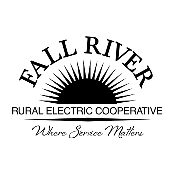 FALL RIVER
RURAL ELECTRIC COOPERATIVE
Where Service Matters